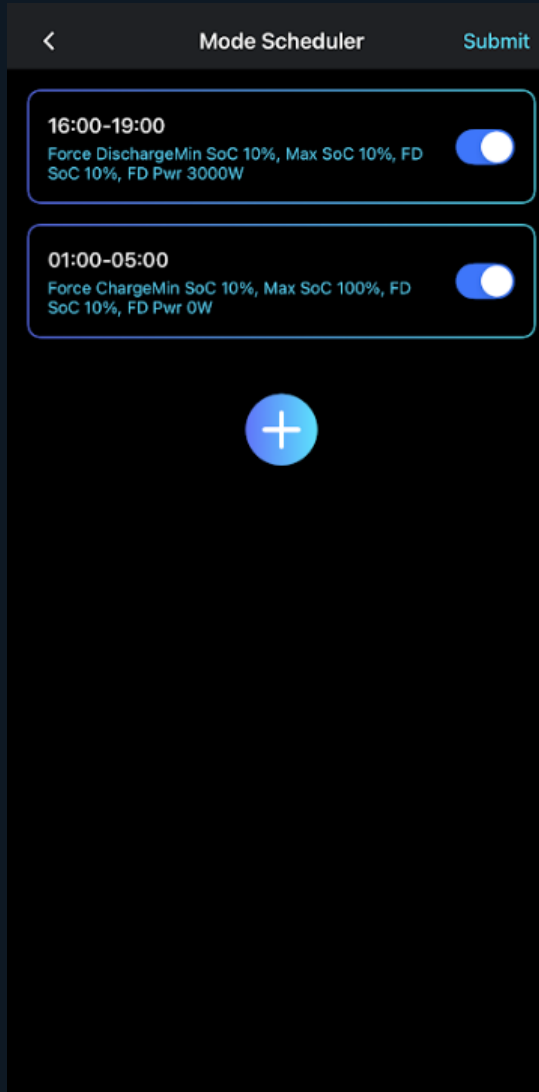 Mode Scheduler
Submit
16:00-19:00
Force DischargeMin SoC 10%, Max SoC 10%, FD
SoC 10%, FD Pwr 3000W
01:00-05:00
Force ChargeMin SoC 10%, Max SoC 100%, FD
SoC 10%, FD Pwr 0W